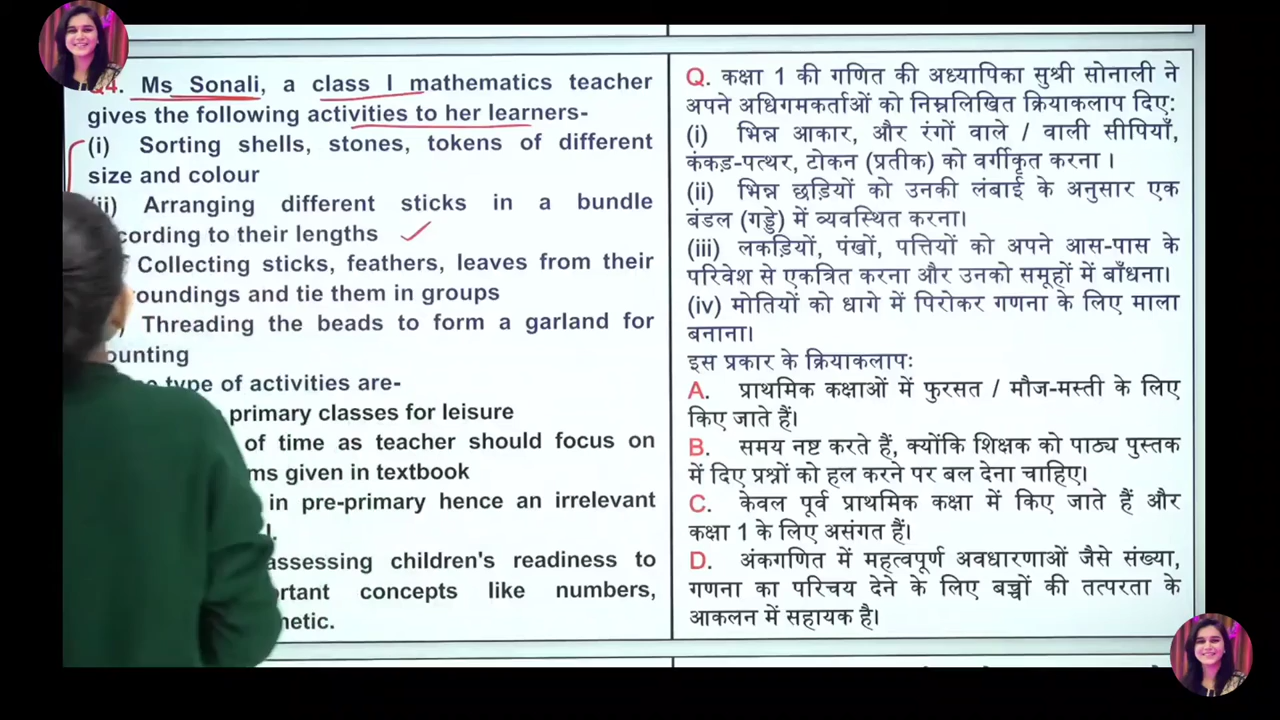 Q4. Ms Sonali, a class I mathematics teacher
gives the following activities to her learners-
(i) Sorting shells, stones, tokens of different
size and colour
(ii) Arranging different sticks in a bundle
cording to their lengths
Collecting sticks, feathers, leaves from their
roundings and tie them in groups
Threading the beads to form a garland for
ounting
type of activities are-
primary classes for leisure
of time as teacher should focus on
ms given in textbook
in pre-primary hence an irrelevant
assessing children's readiness to
rtant concepts like numbers,
netic.
Q. कक्षा 1 की गणित की अध्यापिका सुश्री सोनाली ने
अपने अधिगमकर्ताओं को निम्नलिखित क्रियाकलाप दिए:
(i) भिन्न आकार, और रंगों वाले / वाली सीपियाँ,
कंकड़-पत्थर, टोकन (प्रतीक) को वर्गीकृत करना ।
(ii) भिन्न छड़ियों को उनकी लंबाई के अनुसार एक
बंडल (गड्डे) में व्यवस्थित करना।
(iii) लकड़ियों, पंखों, पत्तियों को अपने आस-पास के
परिवेश से एकत्रित करना और उनको समूहों में बाँधना।
(iv) मोतियों को धागे में पिरोकर गणना के लिए माला
बनाना।
इस प्रकार के क्रियाकलापः
A. प्राथमिक कक्षाओं में फुरसत / मौज-मस्ती के लिए
किए जाते हैं।
B. समय नष्ट करते हैं, क्योंकि शिक्षक को पाठ्य पुस्तक
में दिए प्रश्नों को हल करने पर बल देना चाहिए।
C. केवल पूर्व प्राथमिक कक्षा में किए जाते हैं और
कक्षा 1 के लिए असंगत हैं।
D. अंकगणित में महत्वपूर्ण अवधारणाओं जैसे संख्या,
गणना का परिचय देने के लिए बच्चों की तत्परता के
आकलन में सहायक है।